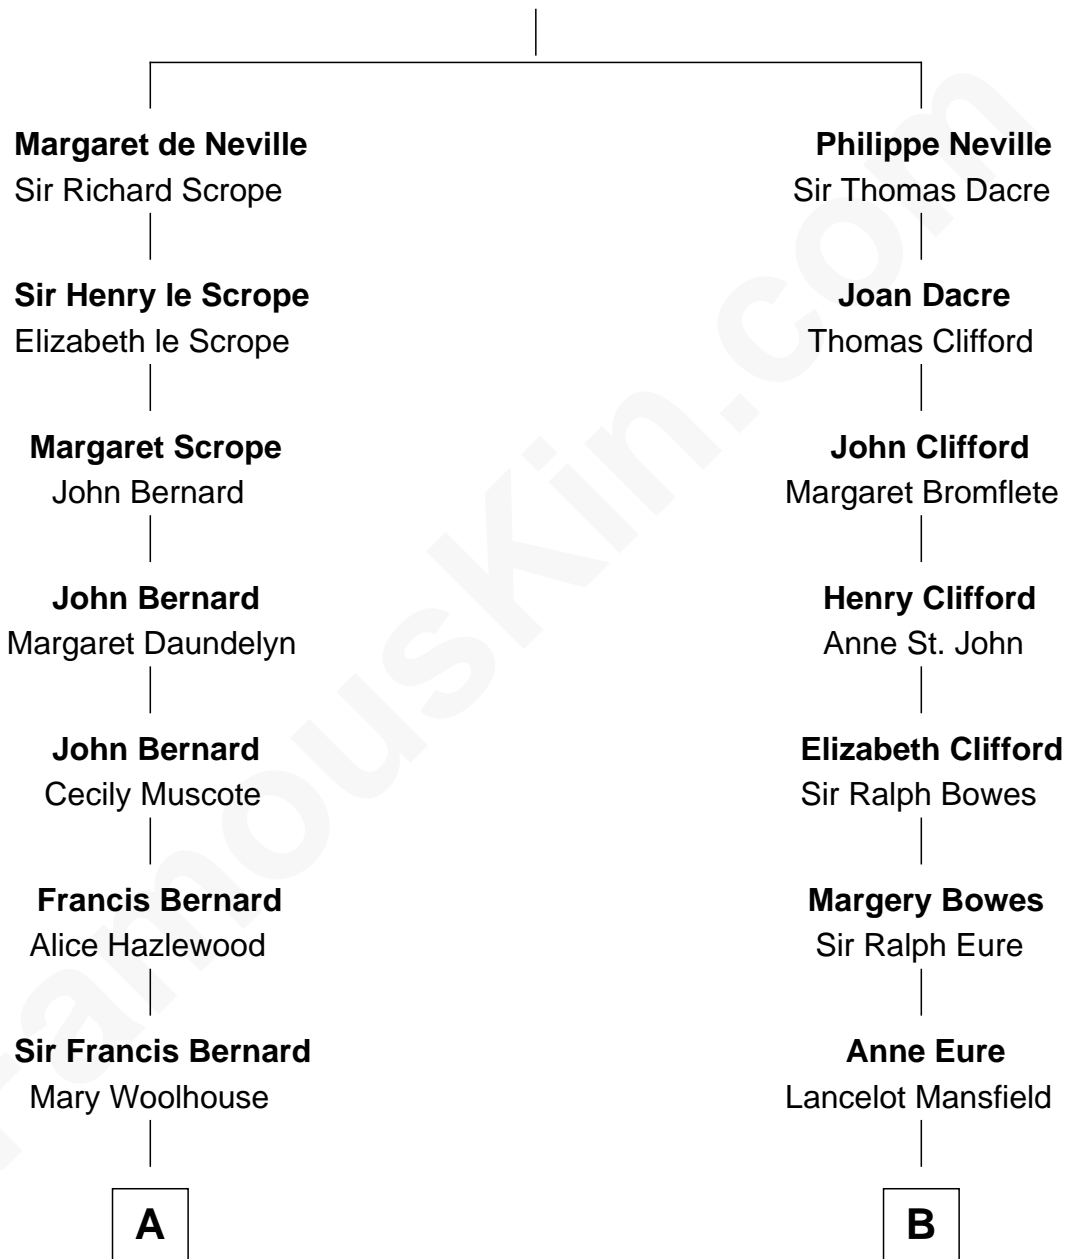 Margaret de Neville
Sir Richard Scrope
Philippe Neville
Sir Thomas Dacre
Sir Henry le Scrope
Elizabeth le Scrope
Joan Dacre
Thomas Clifford
Margaret Scrope
John Bernard
John Clifford
Margaret Bromflete
John Bernard
Margaret Daundelyn
Henry Clifford
Anne St. John
John Bernard
Cecily Muscote
Elizabeth Clifford
Sir Ralph Bowes
Francis Bernard
Alice Hazlewood
Margery Bowes
Sir Ralph Eure
Sir Francis Bernard
Mary Woolhouse
Anne Eure
Lancelot Mansfield
A
B
FamousKin.com